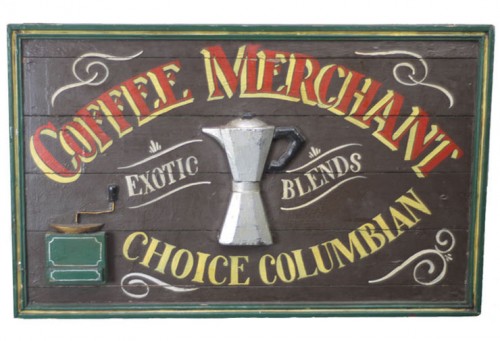 COFFEE MERCHANT
EXOTIC BLENDS
CHOICE COLUMBIAN